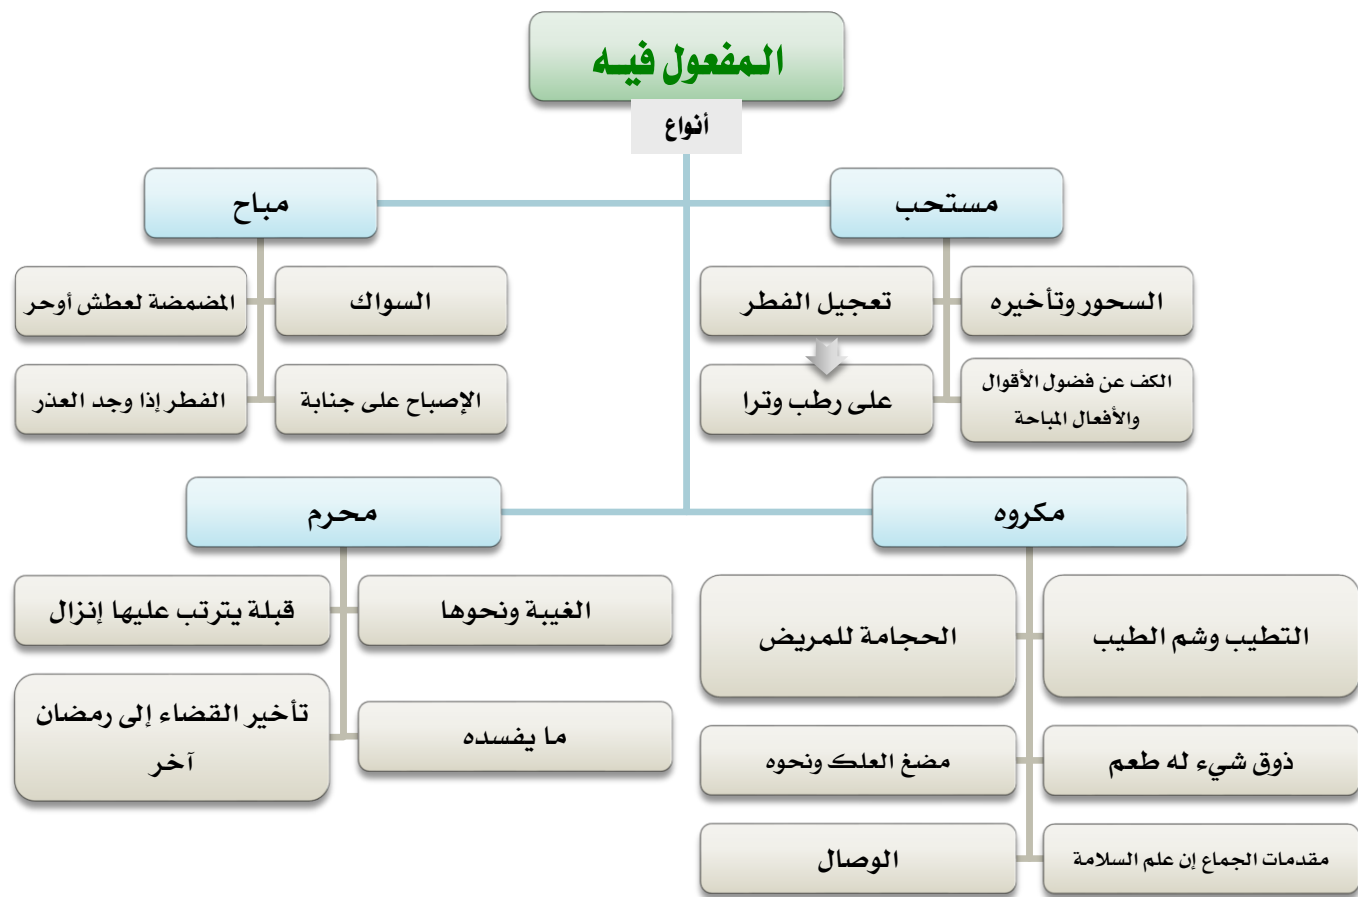 المفعول فيه
أنواع
مستحب
السحور وتأخيره
تعجيل الفطر
الكف عن فضول الأقوال
والأفعال المباحة
على رطب وترا
مباح
السواك
المضمضة لعطش أوحر
الإصباح على جنابة
الفطر إذا وجد العذر
مكروه
التطيب وشم الطيب
الحجامة للمريض
ذوق شيء له طعم
مضغ العلك ونحوه
مقدمات الجماع إن علم السلامة
الوصال
محرم
الغيبة ونحوها
قبلة يترتب عليها إنزال
ما يفسده
تأخير القضاء إلى رمضان
آخر